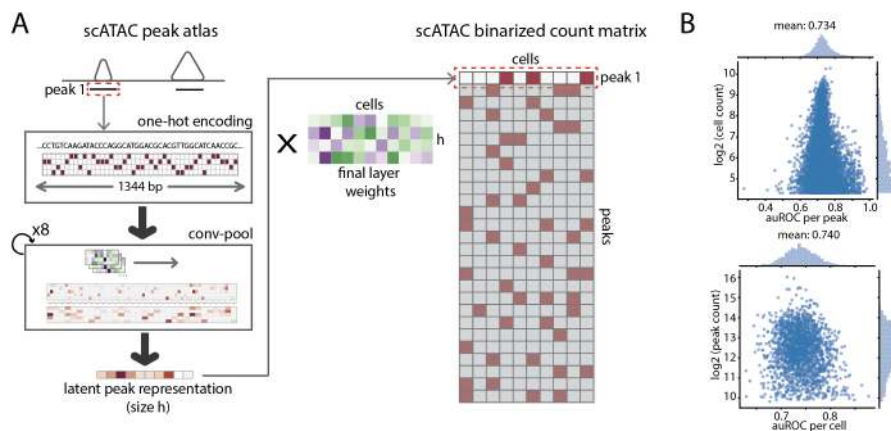 A
scATAC peak atlas
peak 1
one-hot encoding
...CCTGTCAAGATACCCAGGCATGGACGCACGTTGGCATCAACCGC...
1344 bp
x8
conv-pool
latent peak representation
(size h)
X
cells
h
final layer
weights
scATAC binarized count matrix
cells
peak 1
peaks
B
mean: 0.734
log2 (cell count)
10
9
8
7
6
5
0.4
0.6
0.8
1.0
auROC per peak
mean: 0.740
log2 (peak count)
16
15
14
13
12
11
10
0.7
0.8
auROC per cell